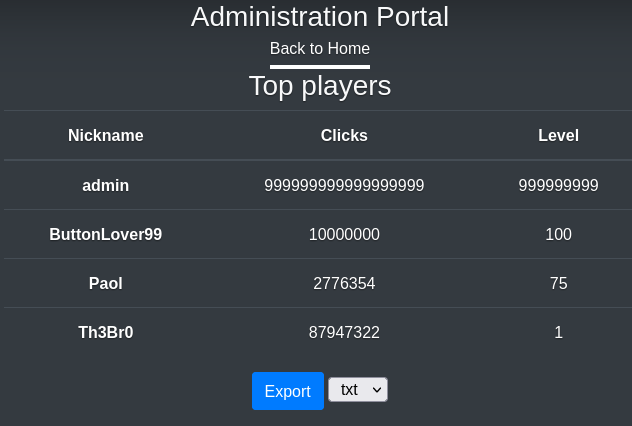 Administration Portal
Back to Home
Top players
Nickname Clicks Level
admin 999999999999999999 999999999
ButtonLover99 10000000 100
Paol 2776354 75
Th3Br0 87947322 1
Export txt